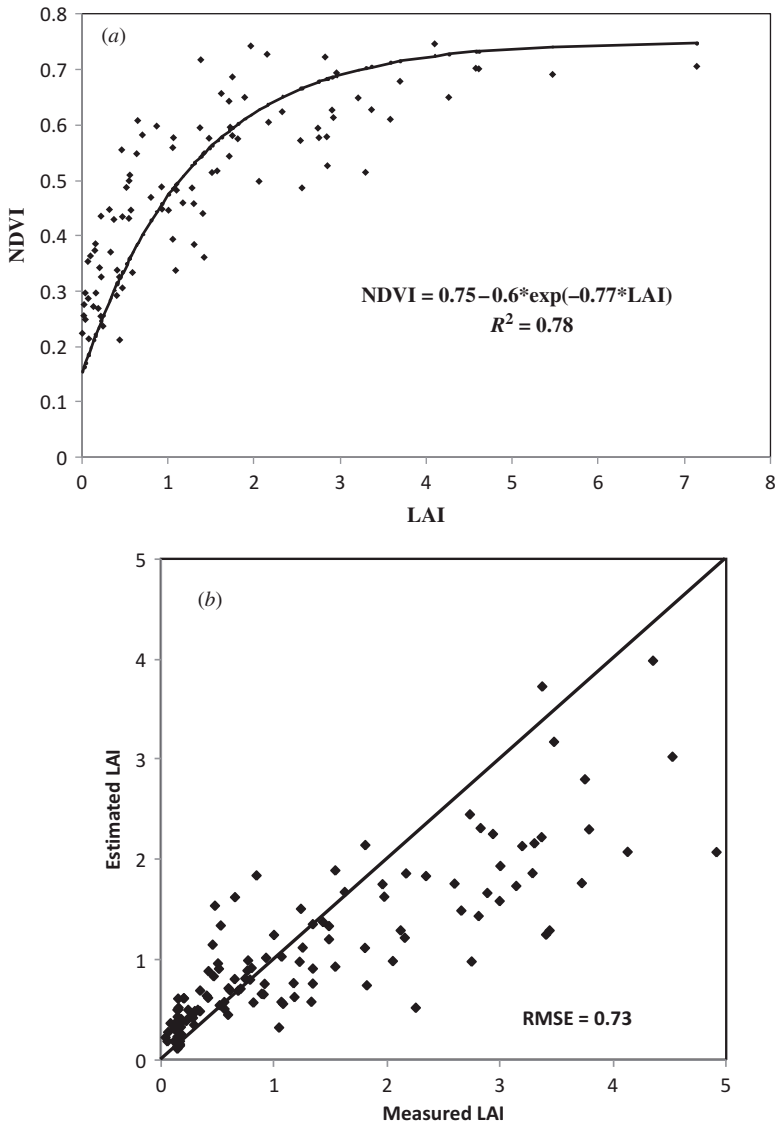 (a)
0.8
0.7
0.6
0.5
0.4
0.3
0.2
0.1
0
NDVI
NDVI = 0.75−0.6*exp(−0.77*LAI)
R² = 0.78
0 1 2 3 4 5 6 7 8
LAI
(b)
5
4
3
2
1
0
Estimated LAI
RMSE = 0.73
0 1 2 3 4 5
Measured LAI